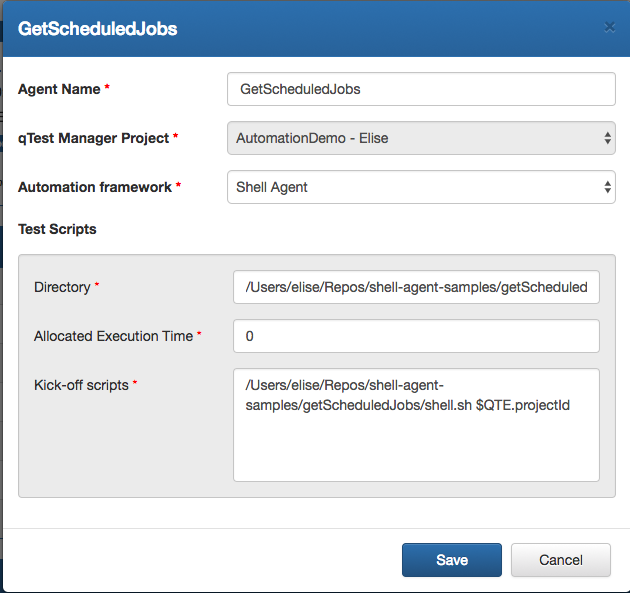 GetScheduledJobs ×
Agent Name * GetScheduledJobs
qTest Manager Project * AutomationDemo - Elise
Automation framework * Shell Agent
Test Scripts
Directory * /Users/elise/Repos/shell-agent-samples/getScheduled
Allocated Execution Time * 0
Kick-off scripts * /Users/elise/Repos/shell-agent-
samples/getScheduledJobs/shell.sh $QTE.projectId
Save Cancel